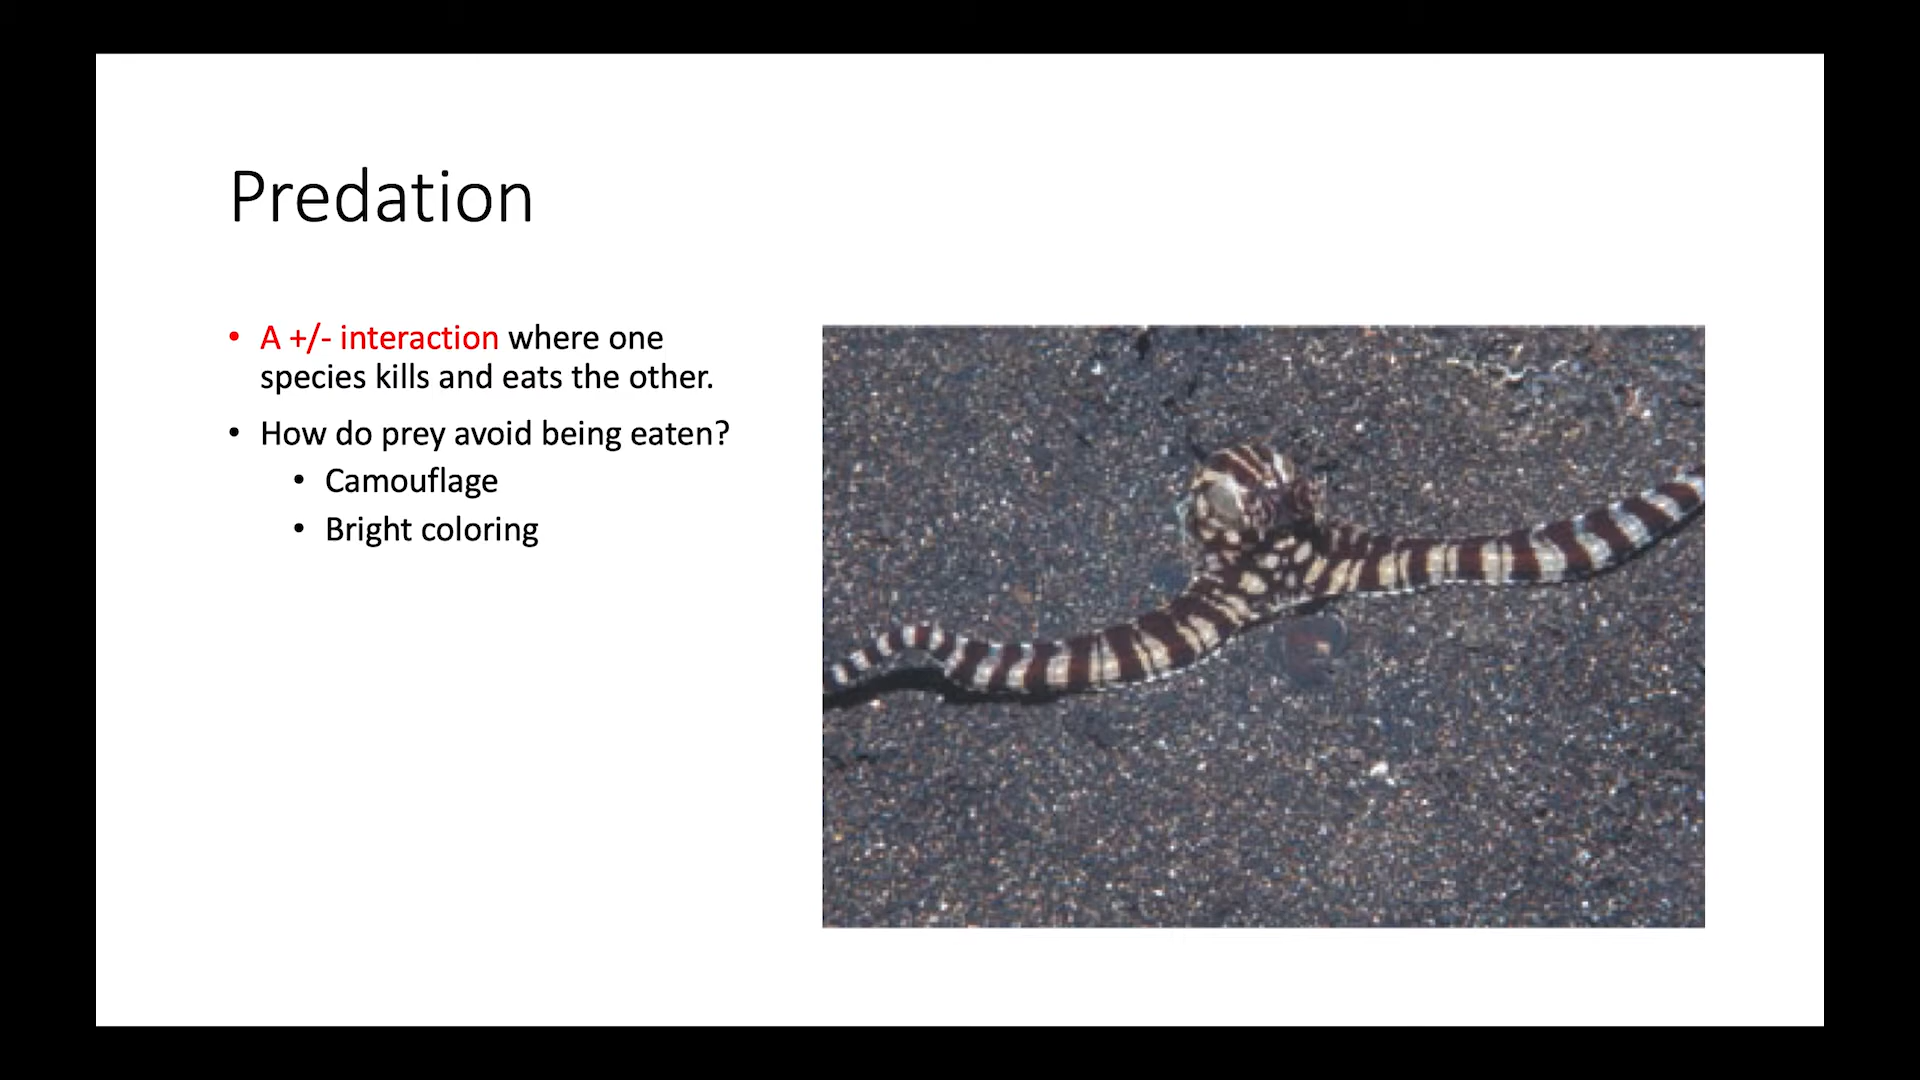 Predation
• A +/- interaction where one
species kills and eats the other.
• How do prey avoid being eaten?
• Camouflage
• Bright coloring